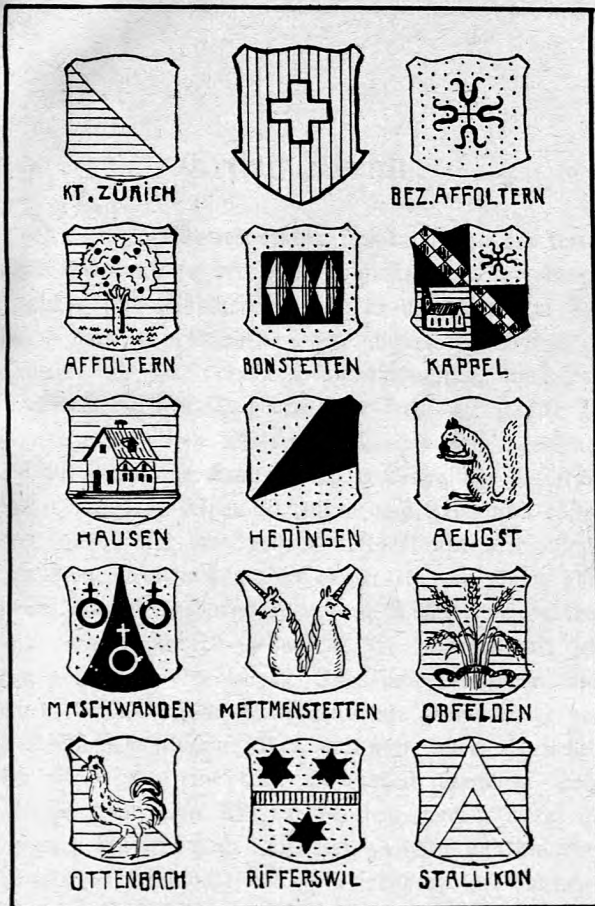 KT. ZÜRICH
BEZ. AFFOLTERN
AFFOLTERN
BONSTETTEN
KAPPEL
HAUSEN
HEDINGEN
AEUGST
MASCHWANDEN
METTMENSTETTEN
OBFELDEN
OTTENBACH
RIFFERSWIL
STALLIKON